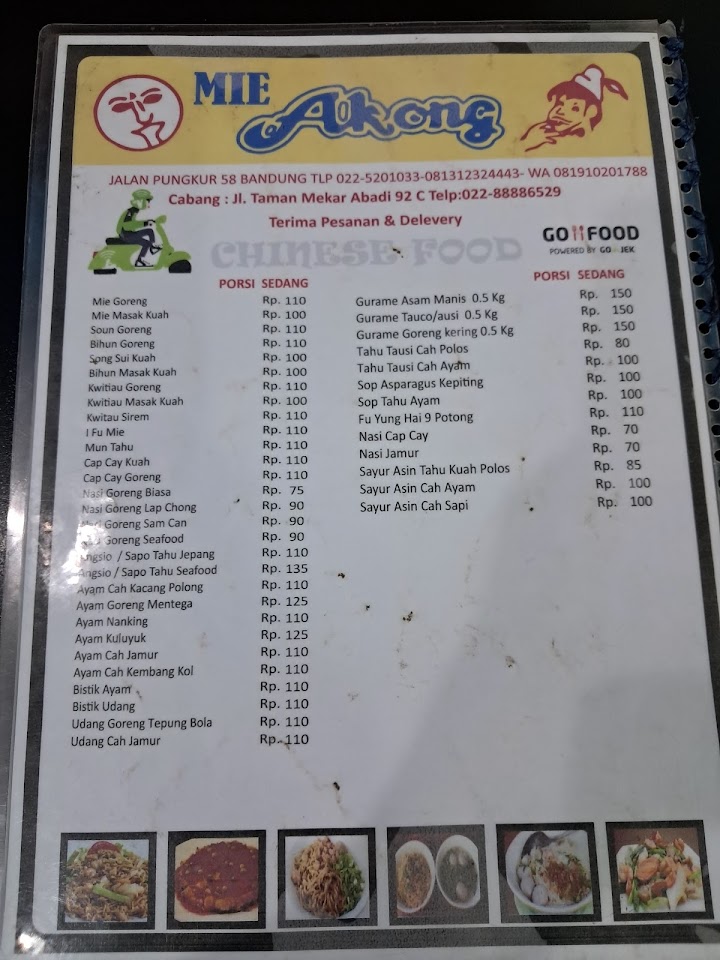 MIE Akong
JALAN PUNGKUR 58 BANDUNG TLP 022-5201033-081312324443- WA 081910201788
Cabang : Jl. Taman Mekar Abadi 92 C Telp:022-88886529
Terima Pesanan & Delevery
GO FOOD
POWERED BY GO JEK
CHINESE FOOD
PORSI SEDANG
Mie Goreng Rp. 110
Mie Masak Kuah Rp. 100
Soun Goreng Rp. 110
Bihun Goreng Rp. 110
Song Sui Kuah Rp. 100
Bihun Masak Kuah Rp. 100
Kwitiau Goreng Rp. 110
Kwitiau Masak Kuah Rp. 100
Kwitau Sirem Rp. 110
I Fu Mie Rp. 110
Mun Tahu Rp. 110
Cap Cay Kuah Rp. 110
Cap Cay Goreng Rp. 110
Nasi Goreng Biasa Rp. 75
Nasi Goreng Lap Chong Rp. 90
Nasi Goreng Sam Can Rp. 90
Nasi Goreng Seafood Rp. 90
Angsio / Sapo Tahu Jepang Rp. 110
Angsio / Sapo Tahu Seafood Rp. 135
Ayam Cah Kacang Polong Rp. 110
Ayam Goreng Mentega Rp. 125
Ayam Nanking Rp. 110
Ayam Kuluyuk Rp. 125
Ayam Cah Jamur Rp. 110
Ayam Cah Kembang Kol Rp. 110
Bistik Ayam Rp. 110
Bistik Udang Rp. 110
Udang Goreng Tepung Bola Rp. 110
Udang Cah Jamur Rp. 110
PORSI SEDANG
Gurame Asam Manis 0.5 Kg Rp. 150
Gurame Tauco/ausi 0.5 Kg Rp. 150
Gurame Goreng kering 0.5 Kg Rp. 150
Tahu Tausi Cah Polos Rp. 80
Tahu Tausi Cah Ayam Rp. 100
Sop Asparagus Kepiting Rp. 100
Sop Tahu Ayam Rp. 100
Fu Yung Hai 9 Potong Rp. 110
Nasi Cap Cay Rp. 70
Nasi Jamur Rp. 70
Sayur Asin Tahu Kuah Polos Rp. 85
Sayur Asin Cah Ayam Rp. 100
Sayur Asin Cah Sapi Rp. 100